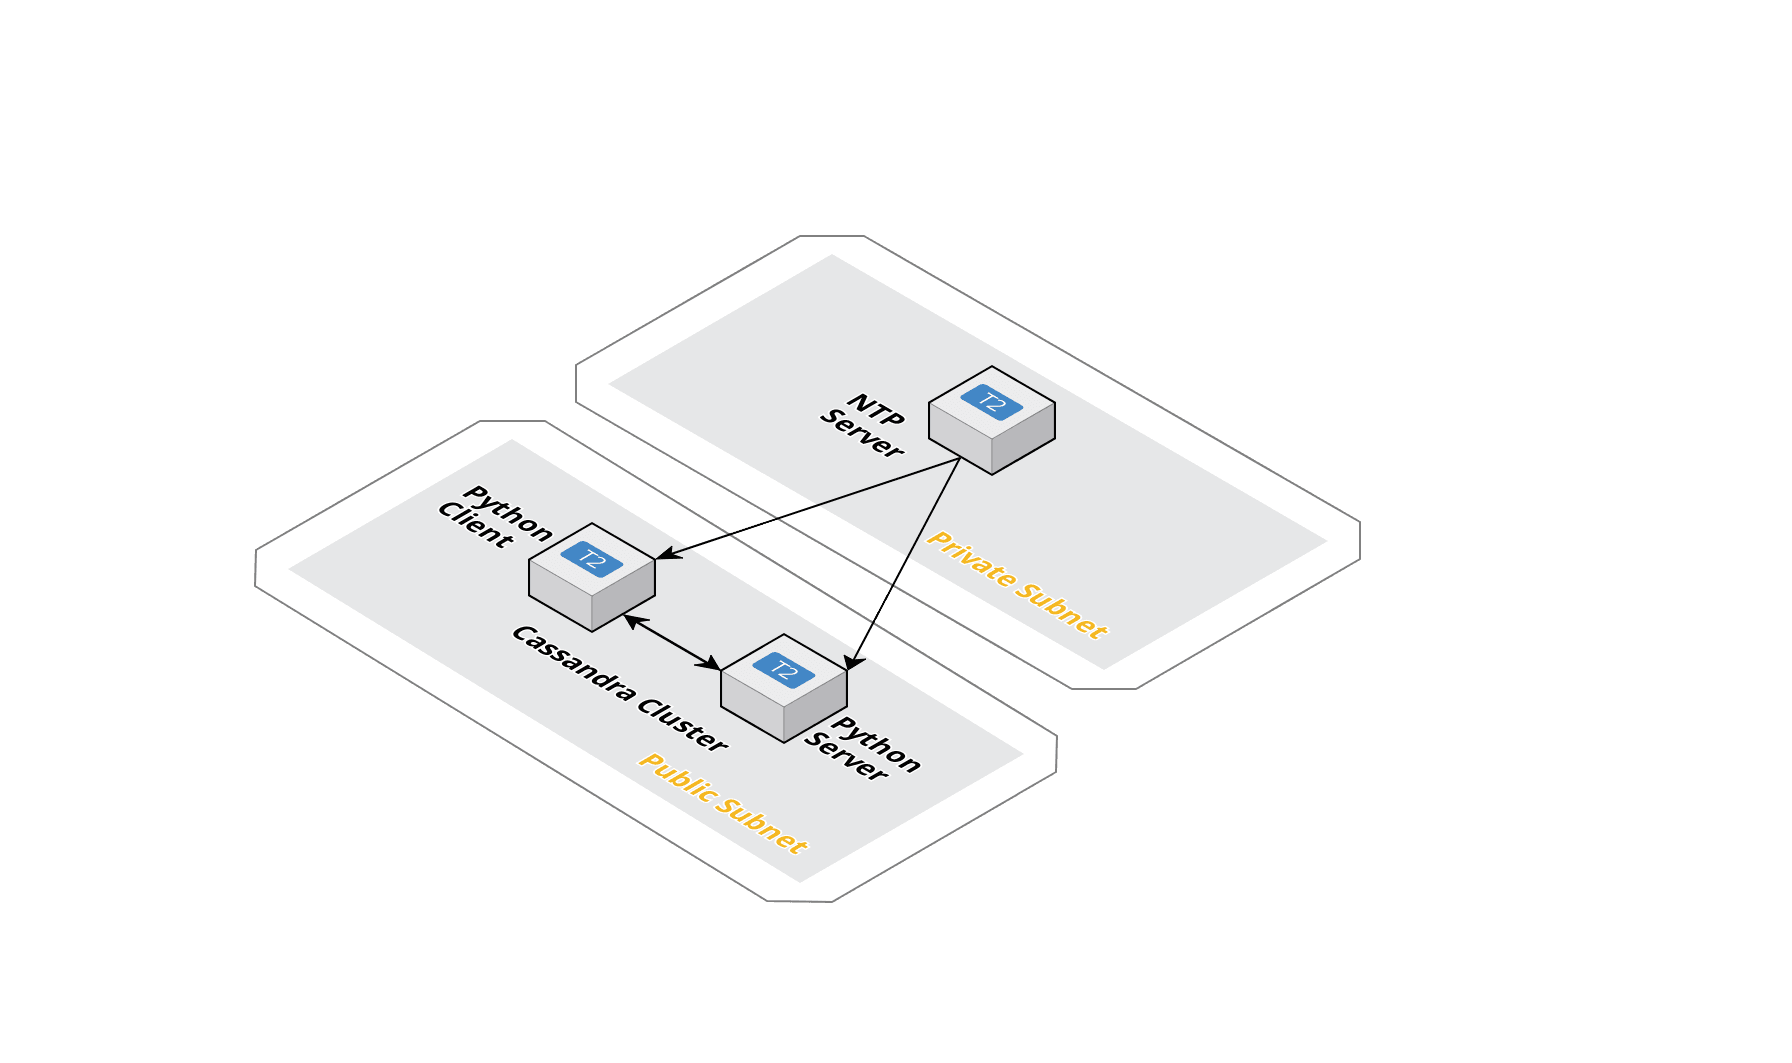 T2
NTP
Server
Python
Client
T2
Private Subnet
Cassandra Cluster
T2
Python
Server
Public Subnet